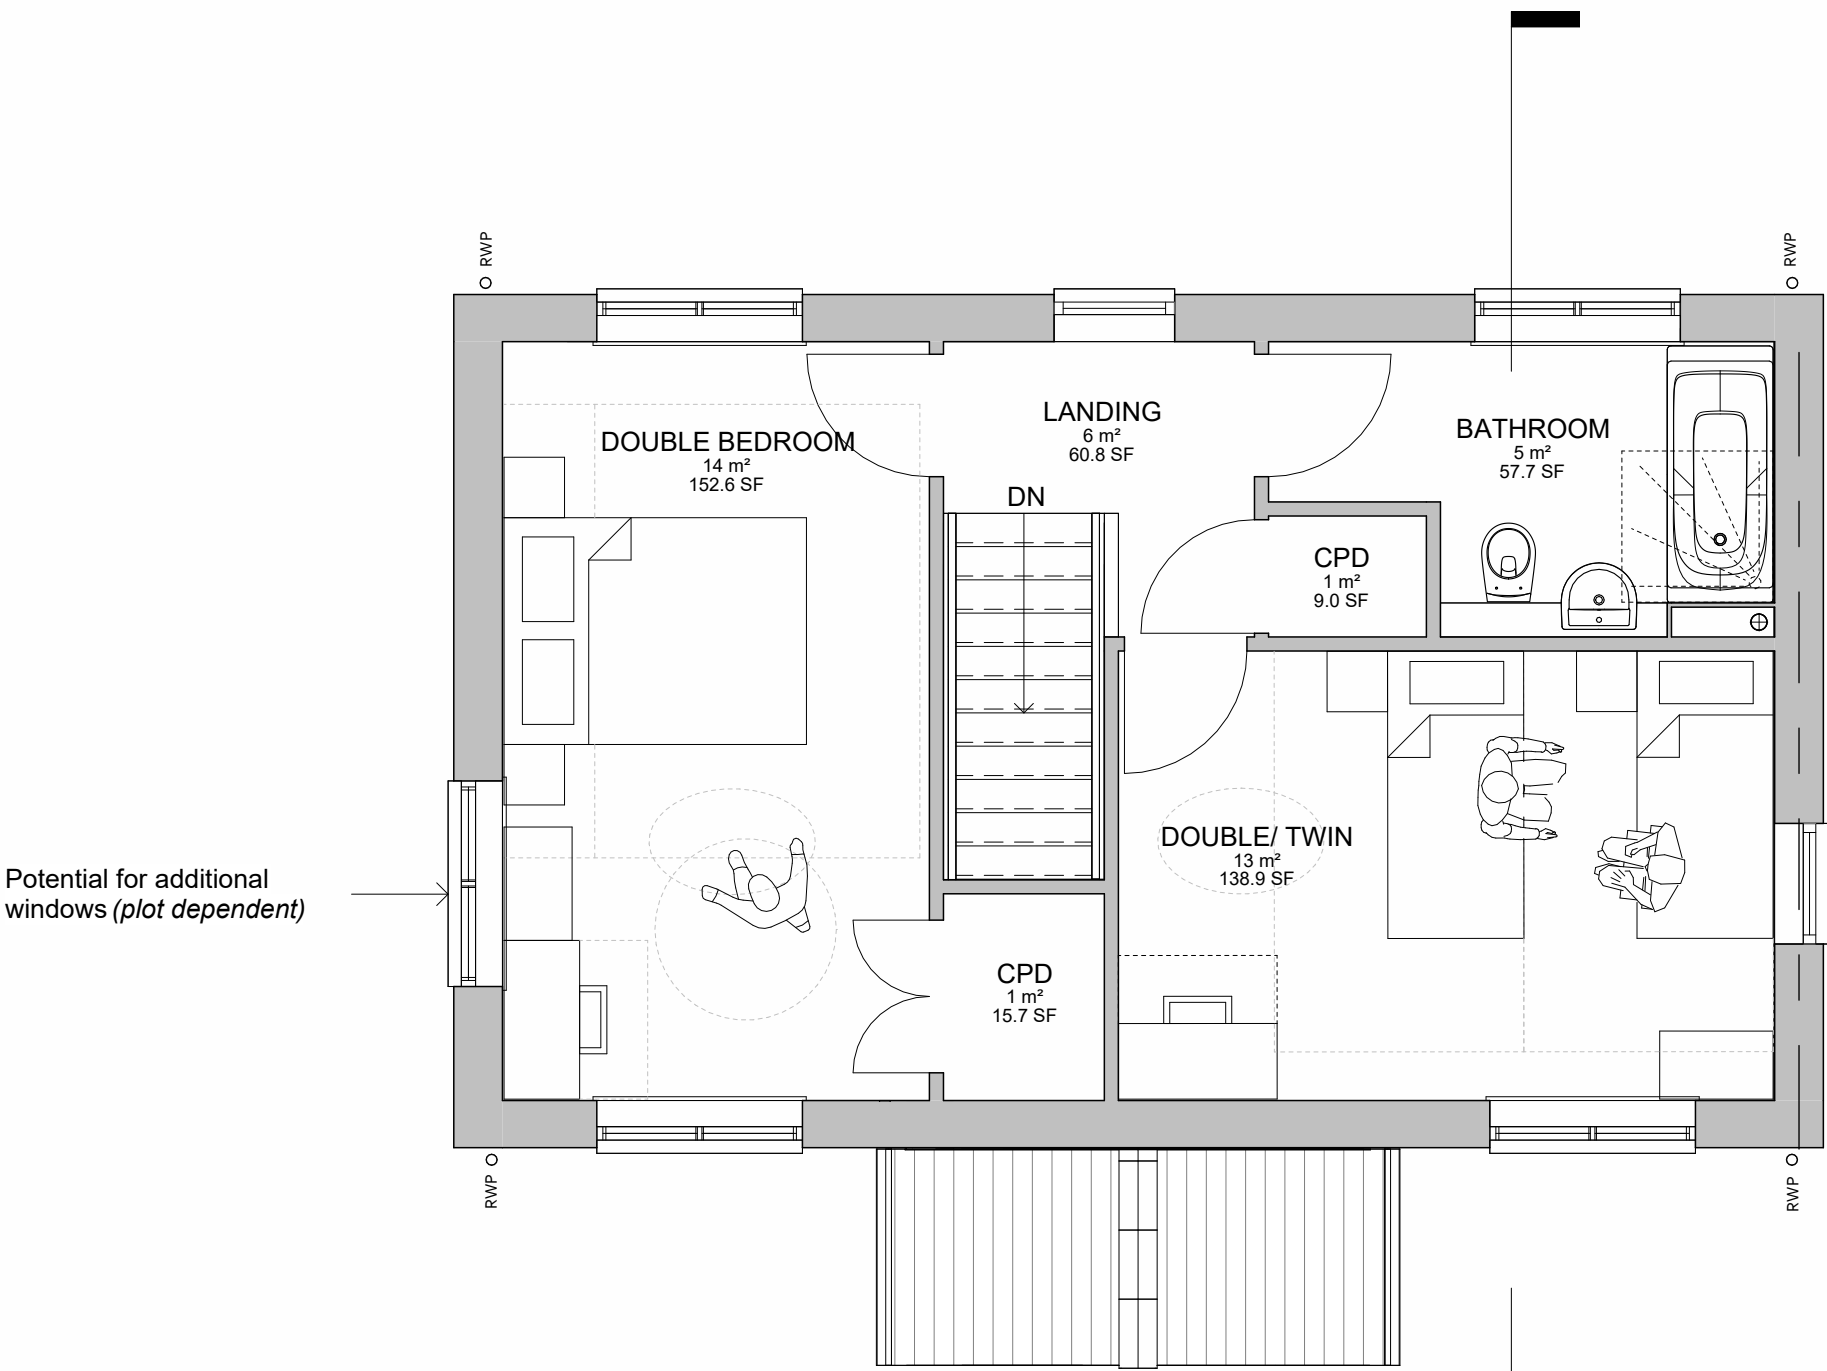 RWP
RWP
DOUBLE BEDROOM
14 m²
152.6 SF
LANDING
6 m²
60.8 SF
BATHROOM
5 m²
57.7 SF
DN
CPD
1 m²
9.0 SF
DOUBLE/ TWIN
13 m²
138.9 SF
Potential for additional
windows (plot dependent)
CPD
1 m²
15.7 SF
RWP
RWP